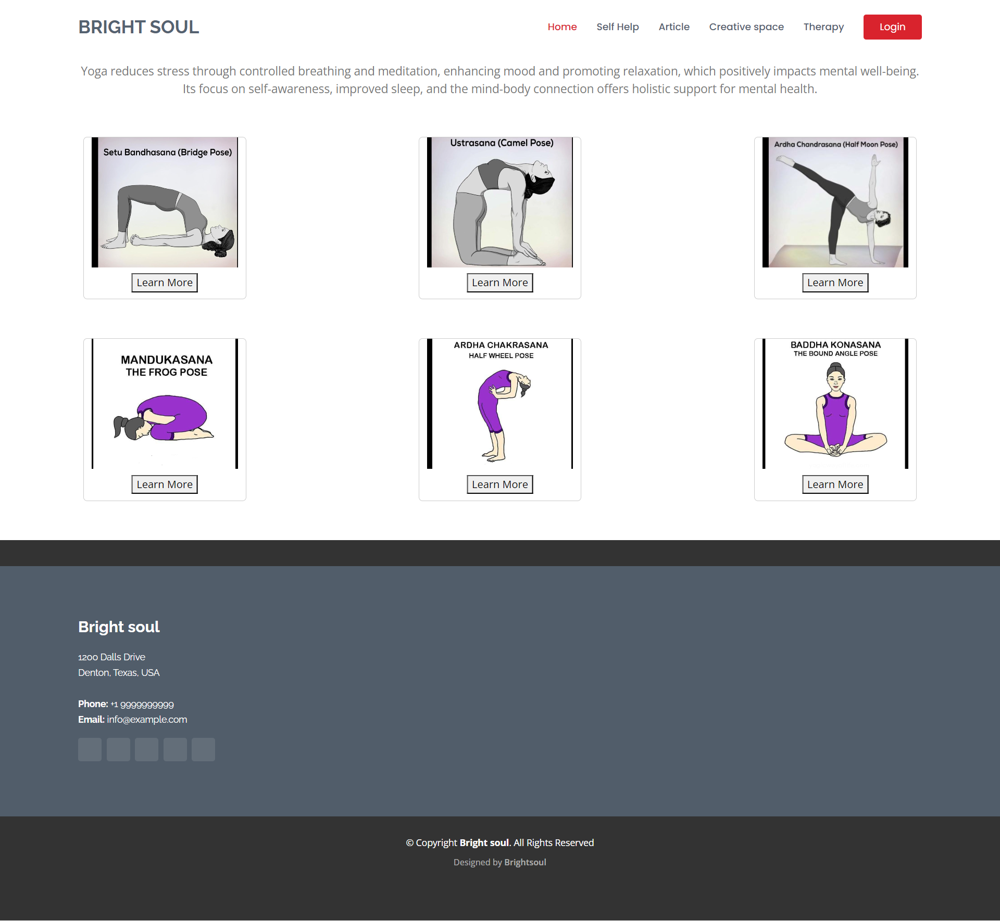 BRIGHT SOUL
Home Self Help Article Creative space Therapy Login
Yoga reduces stress through controlled breathing and meditation, enhancing mood and promoting relaxation, which positively impacts mental well-being.
Its focus on self-awareness, improved sleep, and the mind-body connection offers holistic support for mental health.
Setu Bandhasana (Bridge Pose)
Learn More
Ustrasana (Camel Pose)
Learn More
Ardha Chandrasana (Half Moon Pose)
Learn More
MANDUKASANA
THE FROG POSE
Learn More
ARDHA CHAKRASANA
HALF WHEEL POSE
Learn More
BADDHA KONASANA
THE BOUND ANGLE POSE
Learn More
Bright soul
1200 Dalls Drive
Denton, Texas, USA
Phone: +1 9999999999
Email: info@example.com
© Copyright Bright soul. All Rights Reserved
Designed by Brightsoul